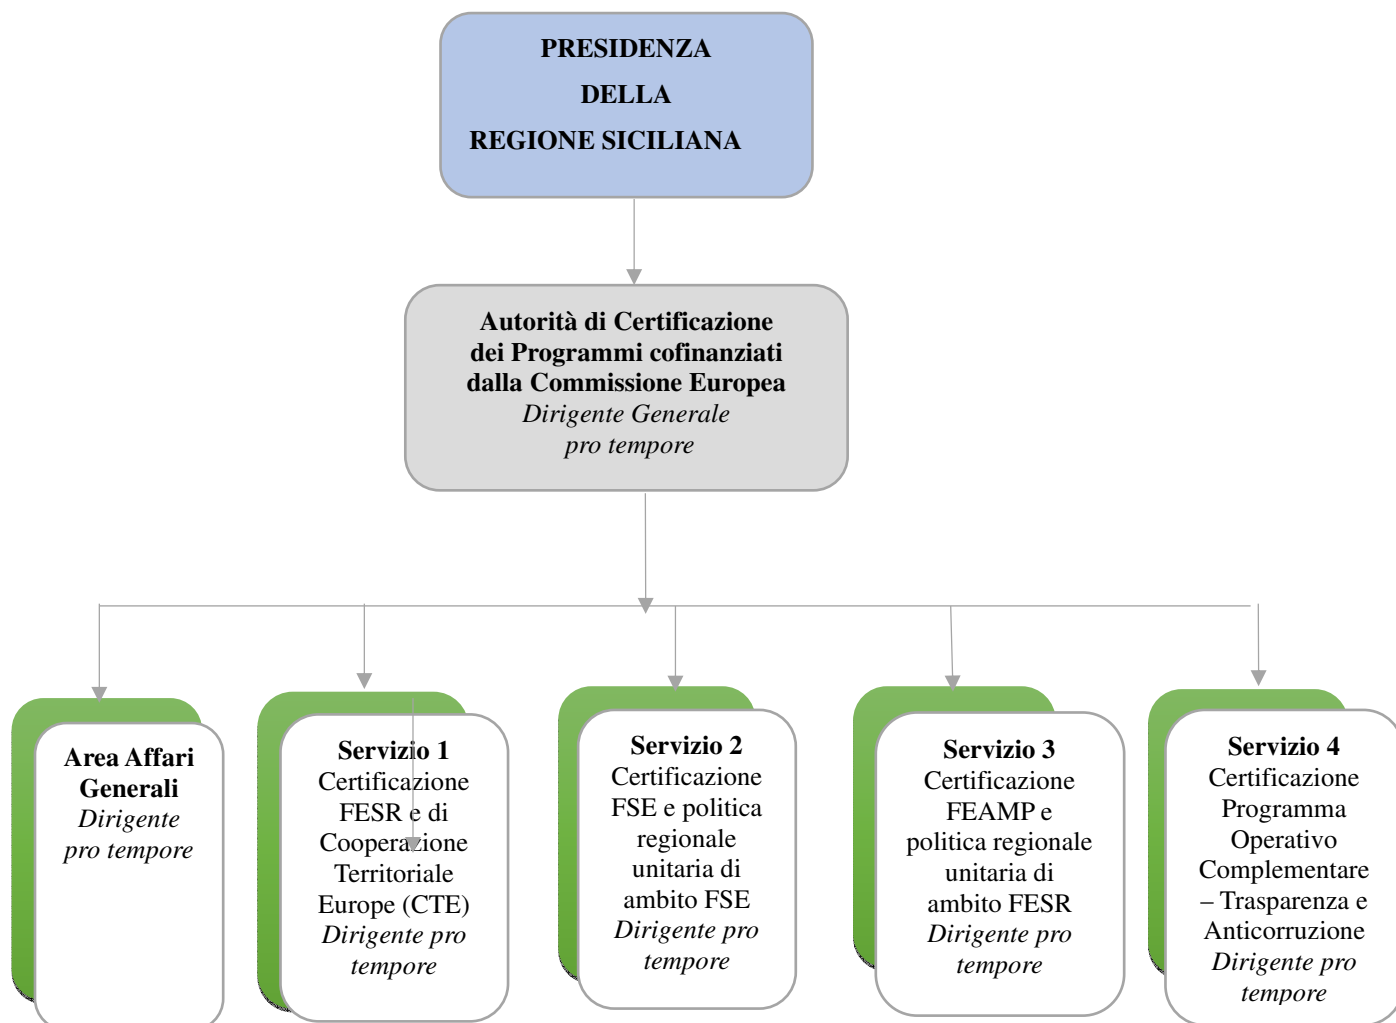 PRESIDENZA
DELLA
REGIONE SICILIANA
Autorità di Certificazione
dei Programmi cofinanziati
dalla Commissione Europea
Dirigente Generale
pro tempore
Area Affari
Generali
Dirigente
pro tempore
Servizio 1
Certificazione
FESR e di
Cooperazione
Territoriale
Europe (CTE)
Dirigente pro
tempore
Servizio 2
Certificazione
FSE e politica
regionale
unitaria di
ambito FSE
Dirigente pro
tempore
Servizio 3
Certificazione
FEAMP e
politica regionale
unitaria di
ambito FESR
Dirigente pro
tempore
Servizio 4
Certificazione
Programma
Operativo
Complementare
– Trasparenza e
Anticorruzione
Dirigente pro
tempore